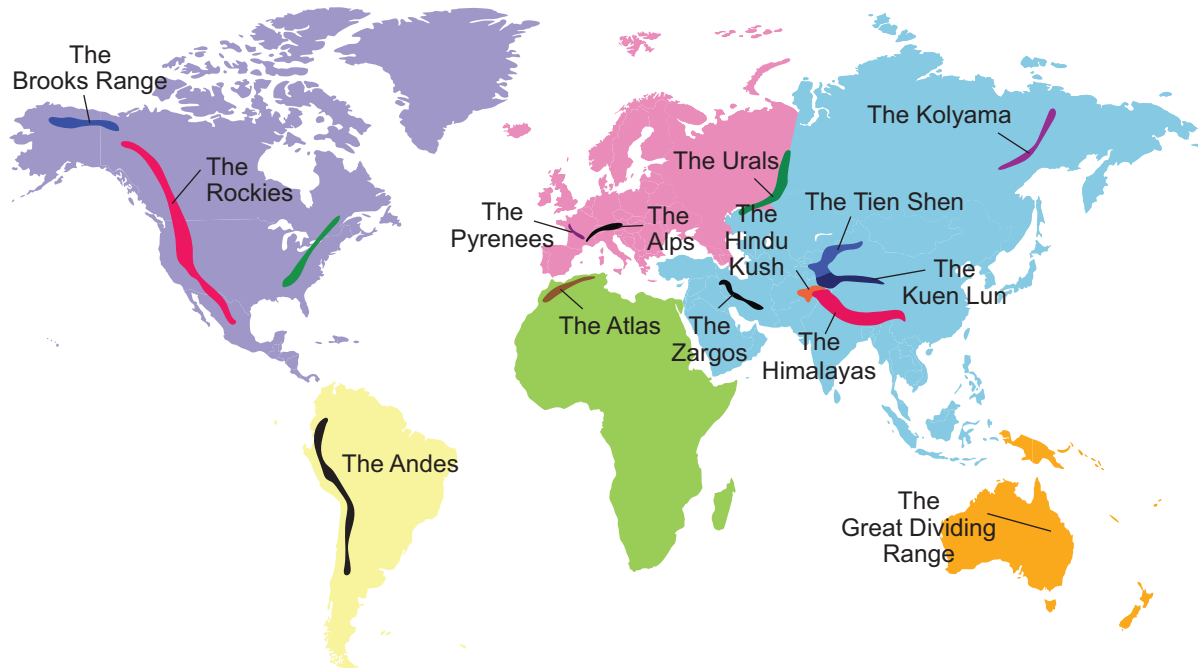 The
Brooks Range
The
Rockies
The
Pyrenees
The
Alps
The Urals
The
Hindu
Kush
The Kolyama
The Tien Shen
The
Kuen Lun
The Atlas
The
Zargos
The
Himalayas
The Andes
The
Great Dividing
Range